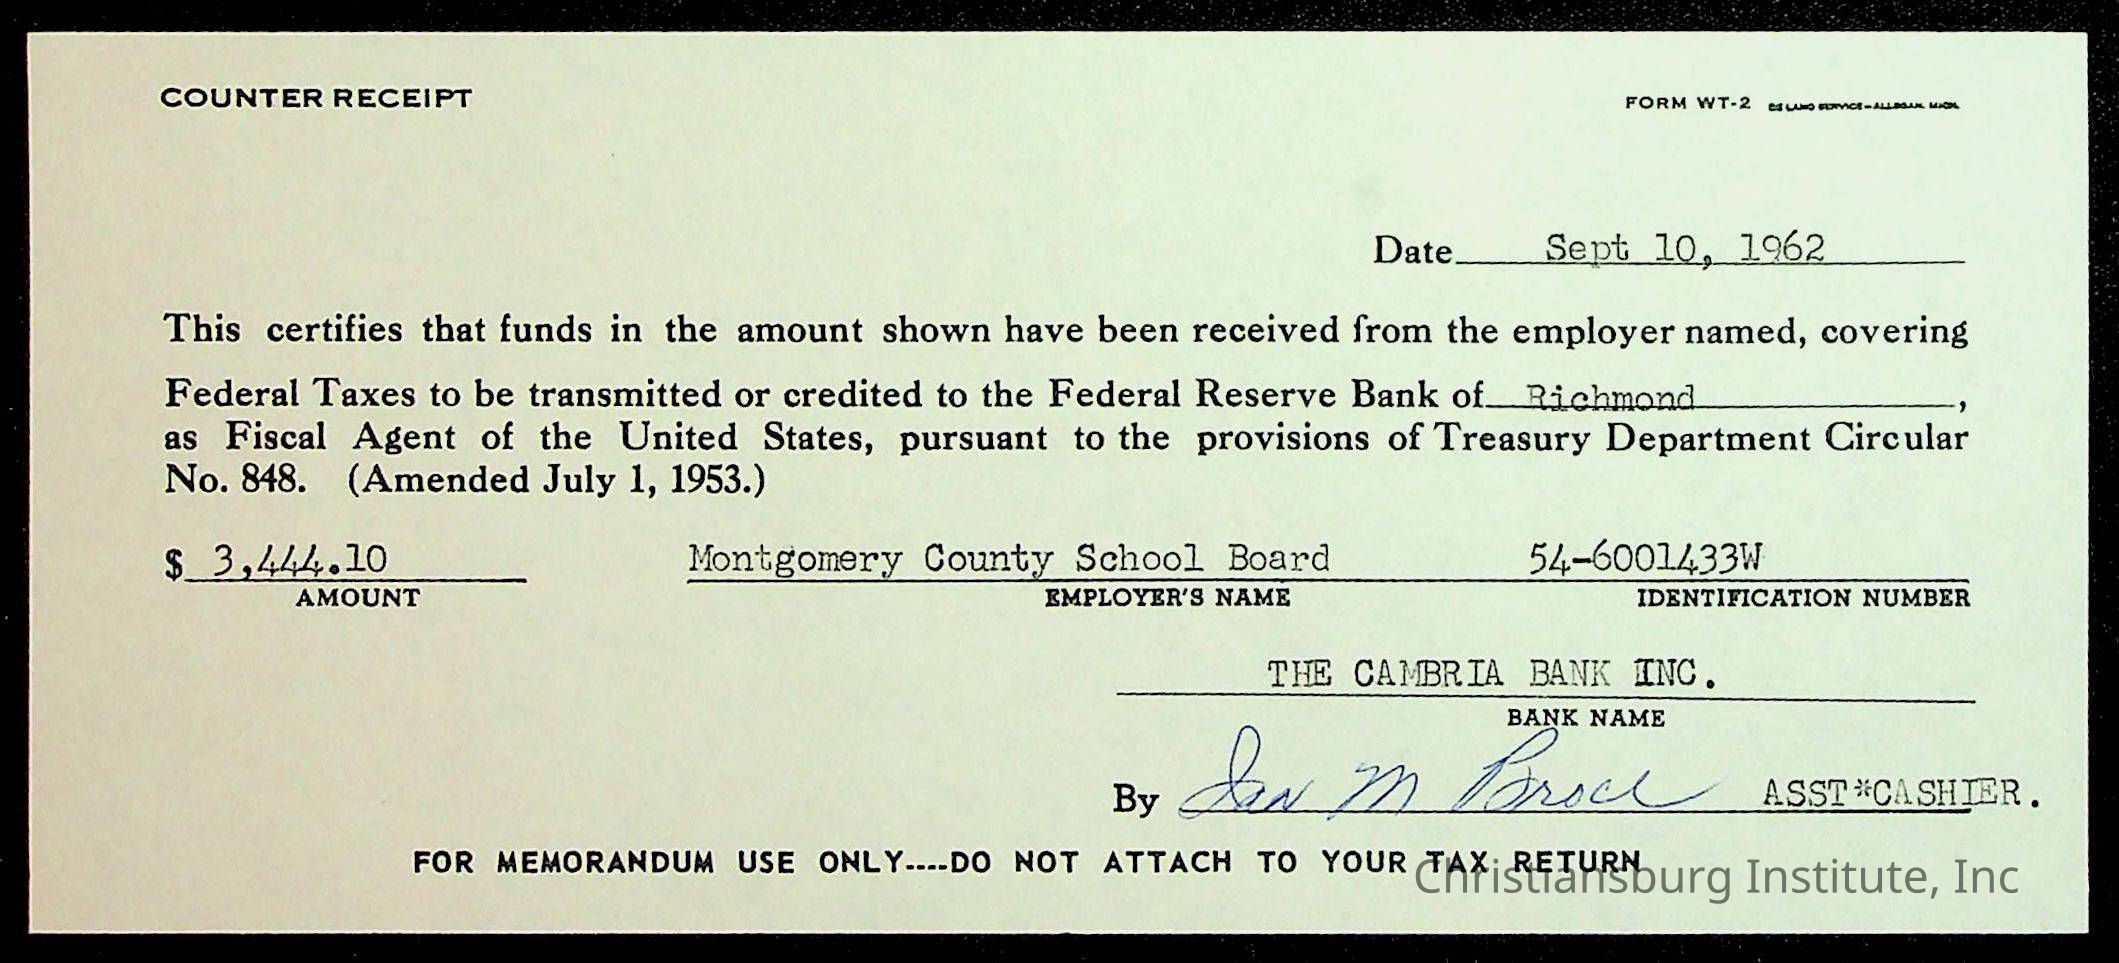 COUNTER RECEIPT
FORM WT-2
Date Sept 10, 1962
This certifies that funds in the amount shown have been received from the employer named, covering
Federal Taxes to be transmitted or credited to the Federal Reserve Bank of Richmond,
as Fiscal Agent of the United States, pursuant to the provisions of Treasury Department Circular
No. 848. (Amended July 1, 1953.)
$ 3,444.10 Montgomery County School Board 54-6001433W
AMOUNT EMPLOYER'S NAME IDENTIFICATION NUMBER
THE CAMBRIA BANK INC.
BANK NAME
By M ASST*CASHIER.
FOR MEMORANDUM USE ONLY----DO NOT ATTACH TO YOUR TAX RETURN
Christiansburg Institute, Inc